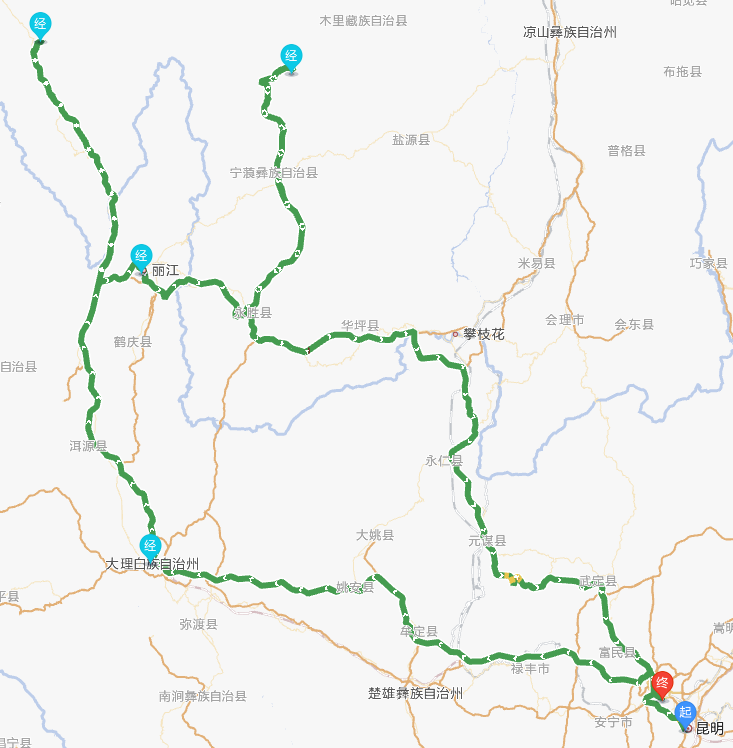 昭觉县
经
木里藏族自治县
凉山彝族自治州
经
布拖县
盐源县
普格县
宁蒗彝族自治县
经
丽江
米易县
巧家县
永胜县
华坪县
会理市
会东县
攀枝花
鹤庆县
自治县
洱源县
永仁县
经
大姚县
元谋县
大理白族自治州
武定县
姚安县
平县
弥渡县
牟定县
嵩明
富民县
禄丰市
终
楚雄彝族自治州
南涧彝族自治县
起
安宁市
昆明
昌宁县